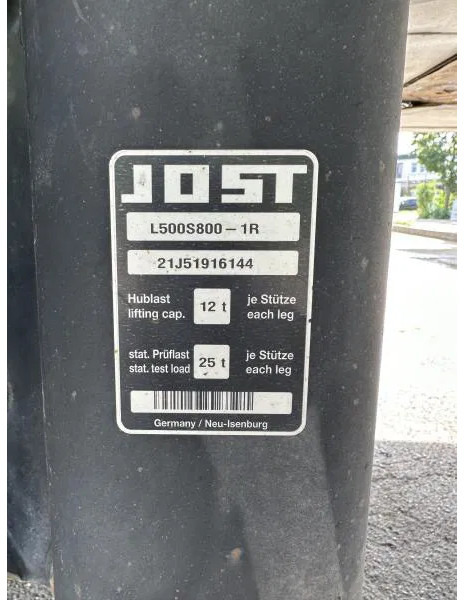 JOST
L500S800-1R
21J51916144
Hublast 12 t je Stütze
lifting cap. each leg
stat. Prüflast 25 t je Stütze
stat. test load each leg
Germany / Neu-Isenburg